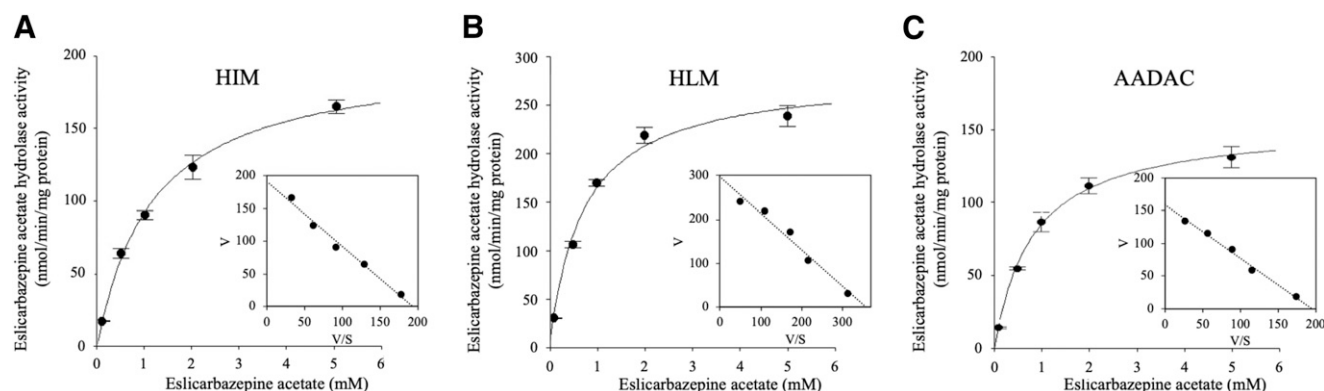 A
HIM
Eslicarbazepine acetate hydrolase activity
(nmol/min/mg protein)
200
150
100
50
0
0 1 2 3 4 5 6
Eslicarbazepine acetate (mM)
V
200
150
100
50
0
0 50 100 150 200
V/S
B
HLM
Eslicarbazepine acetate hydrolase activity
(nmol/min/mg protein)
300
250
200
150
100
50
0
0 1 2 3 4 5 6
Eslicarbazepine acetate (mM)
V
300
200
100
0
0 100 200 300
V/S
C
AADAC
Eslicarbazepine acetate hydrolase activity
(nmol/min/mg protein)
200
150
100
50
0
0 1 2 3 4 5 6
Eslicarbazepine acetate (mM)
V
200
150
100
50
0
0 50 100 150 200
V/S